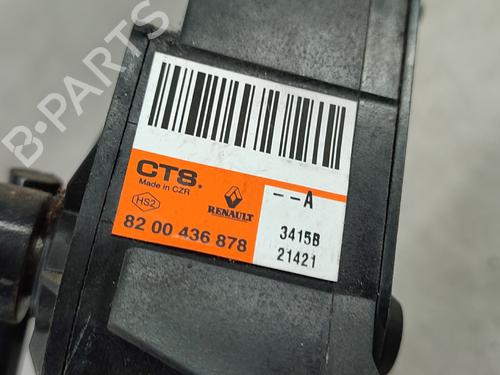 B-PARTS
CTS.
Made in CZR
HS2
RENAULT
82 00 436 878
--A
3415B
21421